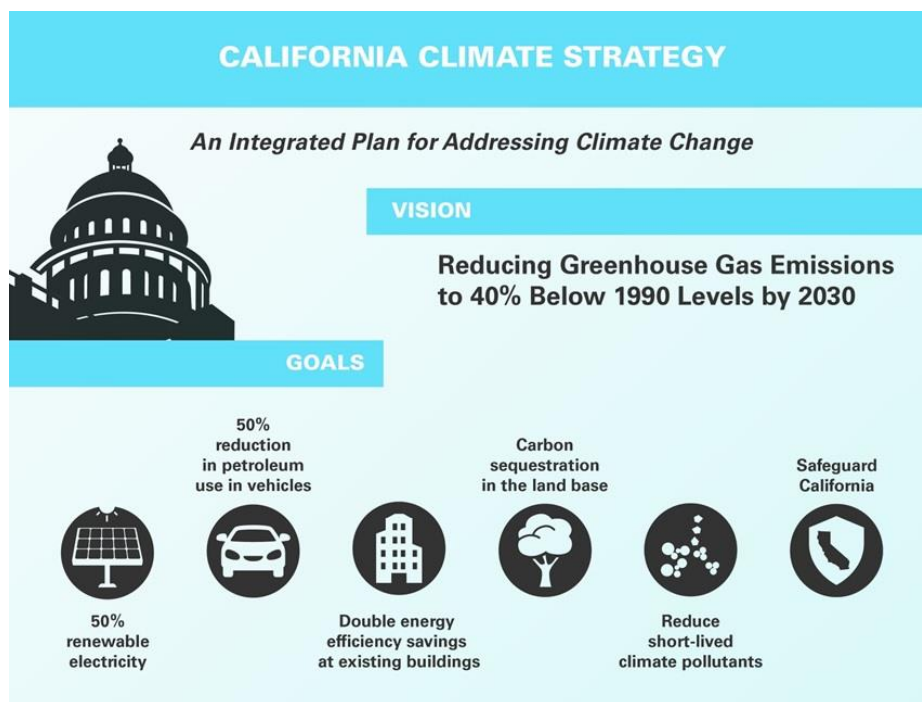 CALIFORNIA CLIMATE STRATEGY
An Integrated Plan for Addressing Climate Change
VISION
Reducing Greenhouse Gas Emissions
to 40% Below 1990 Levels by 2030
GOALS
50%
renewable
electricity
50%
reduction
in petroleum
use in vehicles
Double energy
efficiency savings
at existing buildings
Carbon
sequestration
in the land base
Reduce
short-lived
climate pollutants
Safeguard
California